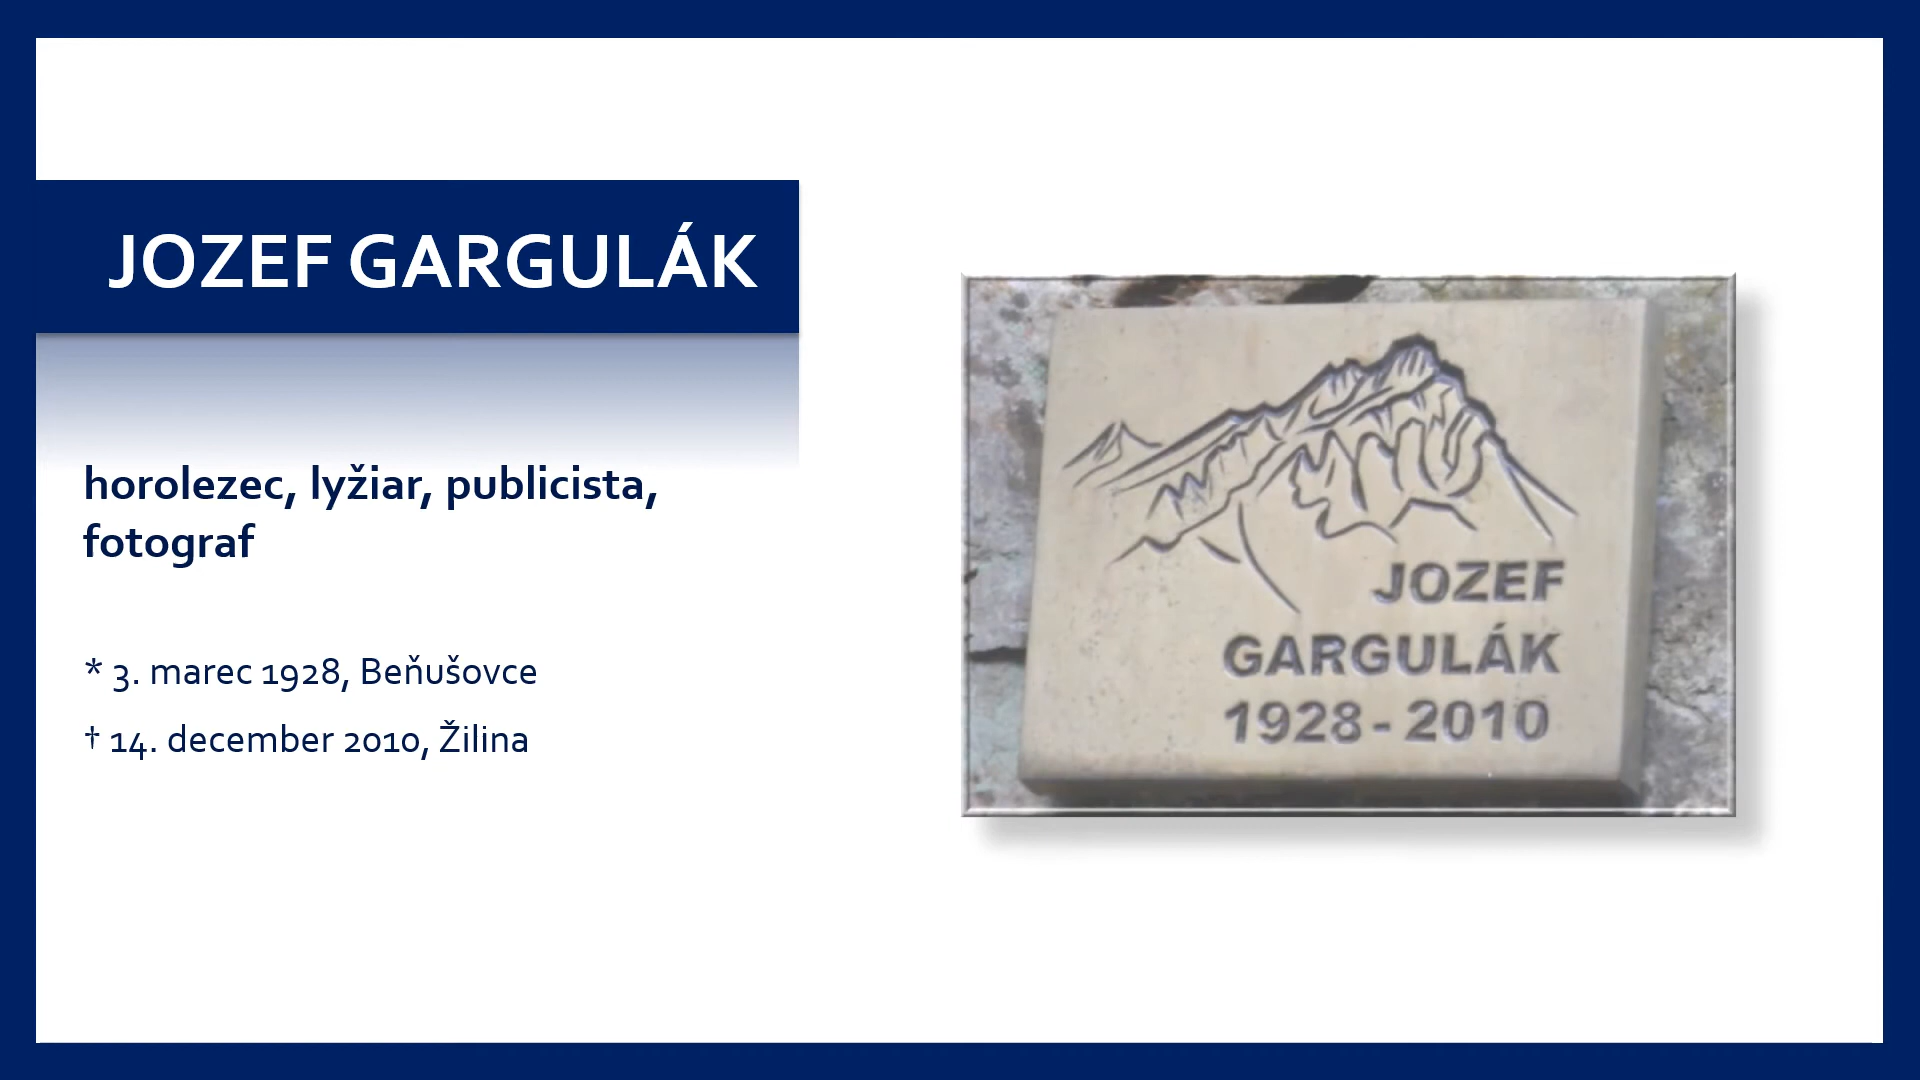 JOZEF GARGULÁK
horolezec, lyžiar, publicista,
fotograf
* 3. marec 1928, Beňušovce
† 14. december 2010, Žilina
JOZEF
GARGULÁK
1928 - 2010